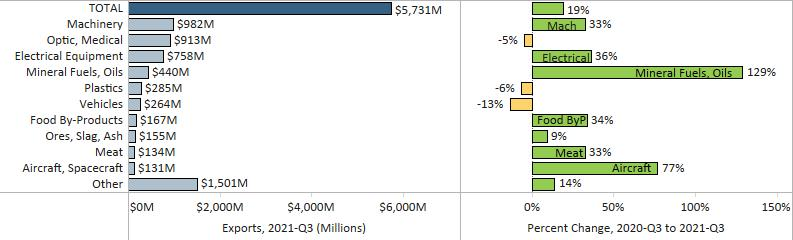 TOTAL $5,731M 19%
Machinery $982M Mach 33%
Optic, Medical $913M -5%
Electrical Equipment $758M Electrical 36%
Mineral Fuels, Oils $440M Mineral Fuels, Oils 129%
Plastics $285M -6%
Vehicles $264M -13%
Food By-Products $167M Food ByP 34%
Ores, Slag, Ash $155M 9%
Meat $134M Meat 33%
Aircraft, Spacecraft $131M Aircraft 77%
Other $1,501M 14%
$0M $2,000M $4,000M $6,000M 0% 50% 100% 150%
Exports, 2021-Q3 (Millions) Percent Change, 2020-Q3 to 2021-Q3